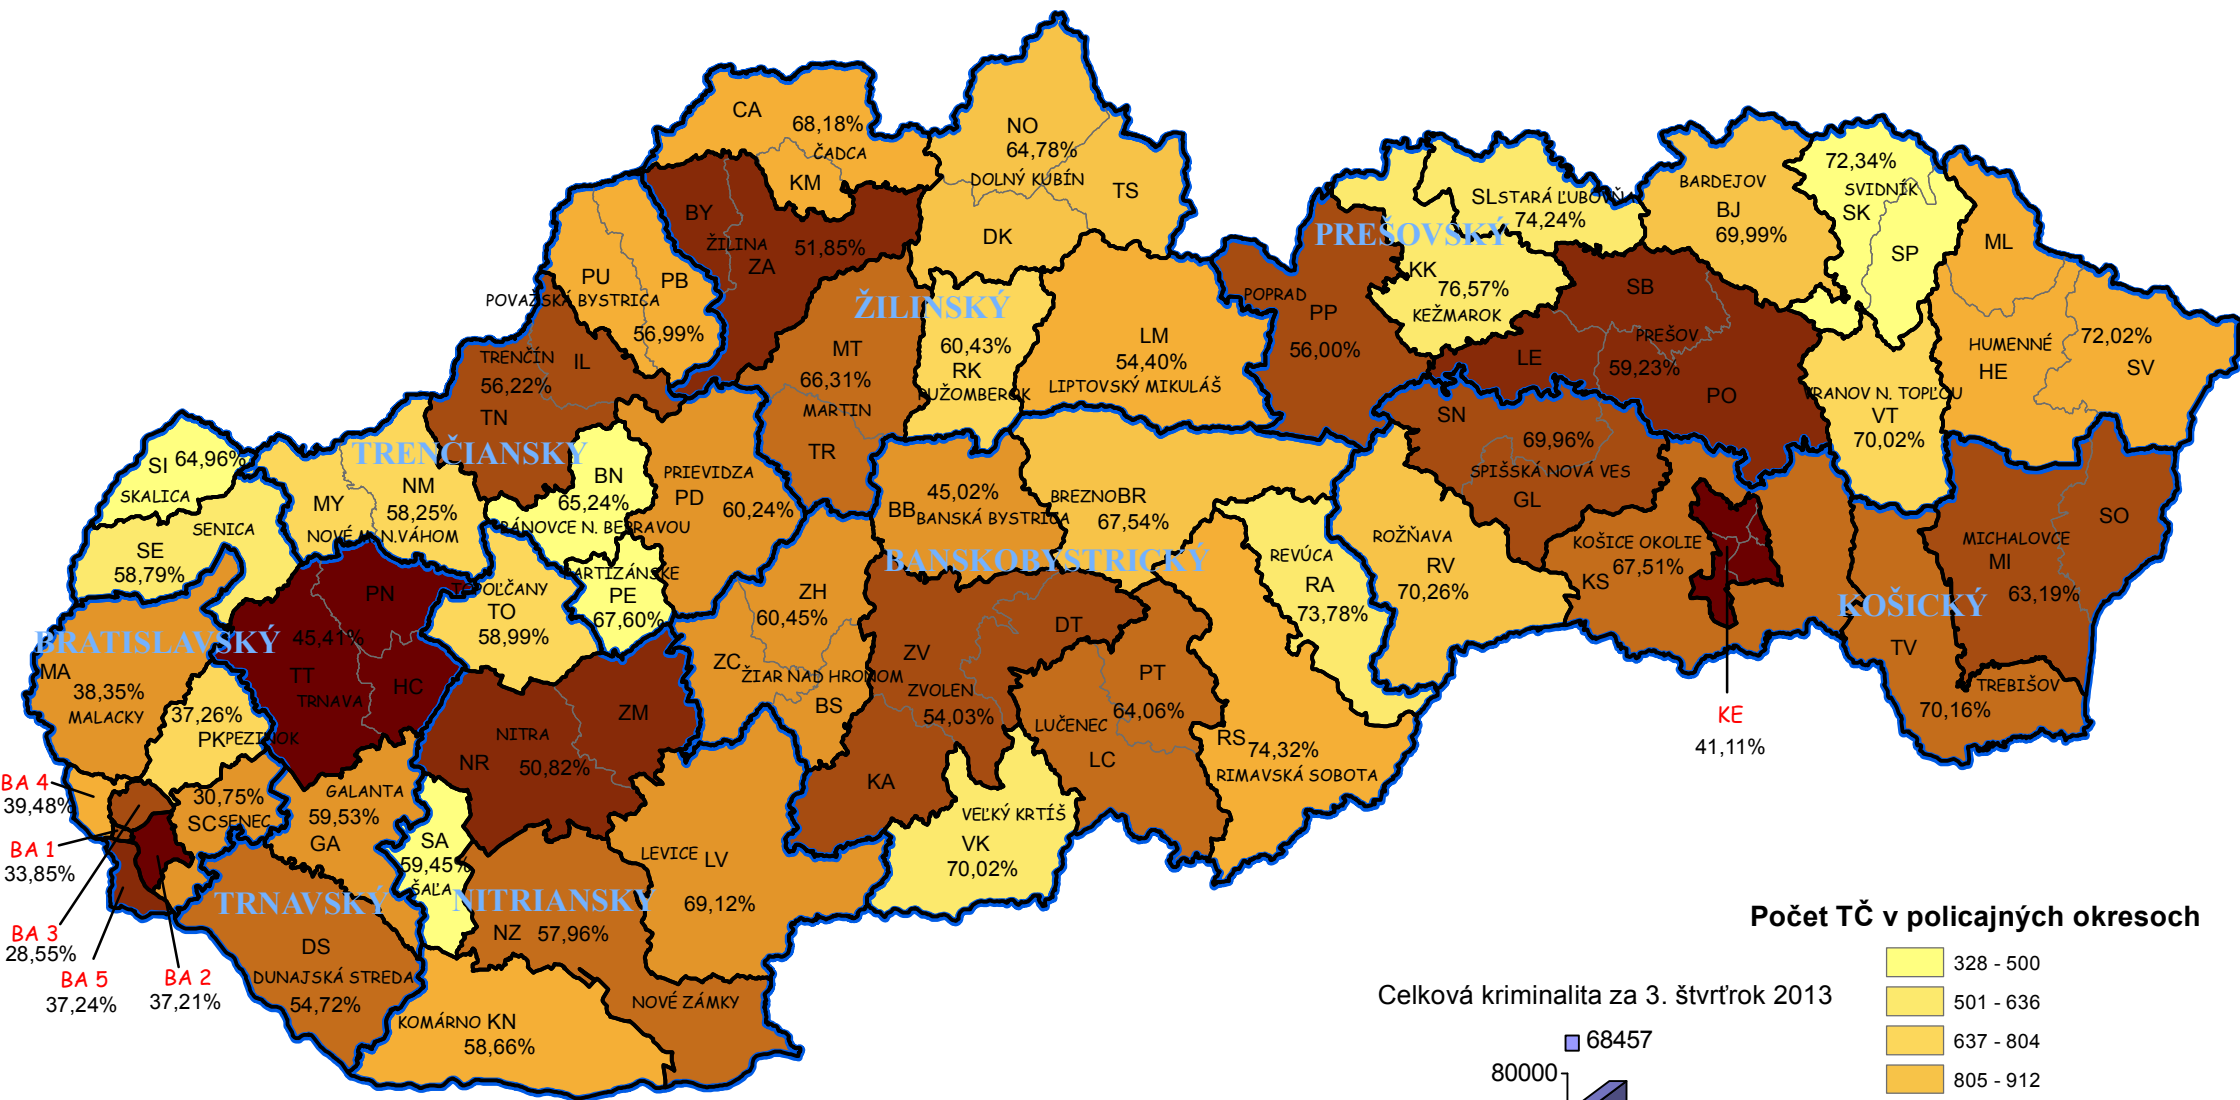 CA
68,18%
ČADCA
KM
NO
64,78%
DOLNÝ KUBÍN
TS
DK
BY
ŽILINA 51,85%
ZA
PU
PB
POVAŽSKÁ BYSTRICA
56,99%
ŽILINSKÝ
MT
66,31%
MARTIN
TR
60,43%
RK
RUŽOMBEROK
LM
54,40%
LIPTOVSKÝ MIKULÁŠ
PREŠOVSKÝ
SL STARÁ ĽUBOVŇA
74,24%
BARDEJOV
BJ
69,99%
72,34%
SVIDNÍK
SK
SP
ML
HUMENNÉ
HE
72,02%
SV
KK
76,57%
KEŽMAROK
POPRAD
PP
56,00%
SB
LE
PREŠOV
59,23%
PO
VRANOV N. TOPĽOU
VT
70,02%
TRENČÍN
56,22%
IL
TN
TRENČIANSKY
SI 64,96%
SKALICA
SENICA
SE
58,79%
MY
NM
58,25%
NOVÉ M. N.VÁHOM
BN
65,24%
BÁNOVCE N. BEBRAVOU
PRIEVIDZA
PD
60,24%
PARTIZÁNSKE
PE
67,60%
TOPOĽČANY
TO
58,99%
BB
45,02%
BANSKÁ BYSTRICA
BREZNO BR
67,54%
BANSKOBYSTRICKÝ
REVÚCA
RA
73,78%
ROŽŇAVA
RV
70,26%
SN
69,96%
SPIŠSKÁ NOVÁ VES
GL
KOŠICE OKOLIE
KS 67,51%
KOŠICKÝ
MICHALOVCE
MI
63,19%
SO
TV
TREBIŠOV
70,16%
KE
41,11%
BRATISLAVSKÝ
MA
38,35%
MALACKY
37,26%
PK PEZINOK
PN
45,41%
TT
TRNAVA
HC
ZH
60,45%
ZC
ŽIAR NAD HRONOM
BS
ZV
ZVOLEN
54,03%
DT
KA
PT
64,06%
LUČENEC
LC
RS 74,32%
RIMAVSKÁ SOBOTA
VEĽKÝ KRTÍŠ
VK
70,02%
NITRA
NR
50,82%
ZM
BA 4
39,48%
30,75%
SC SENEC
GALANTA
59,53%
GA
SA
59,45%
ŠAĽA
LEVICE LV
69,12%
BA 1
33,85%
BA 3
28,55%
BA 5
37,24%
BA 2
37,21%
TRNAVSKÝ
DS
DUNAJSKÁ STREDA
54,72%
NITRIANSKY
NZ 57,96%
NOVÉ ZÁMKY
KOMÁRNO KN
58,66%
Počet TČ v policajných okresoch
328 - 500
501 - 636
637 - 804
805 - 912
Celková kriminalita za 3. štvrťrok 2013
68457
80000